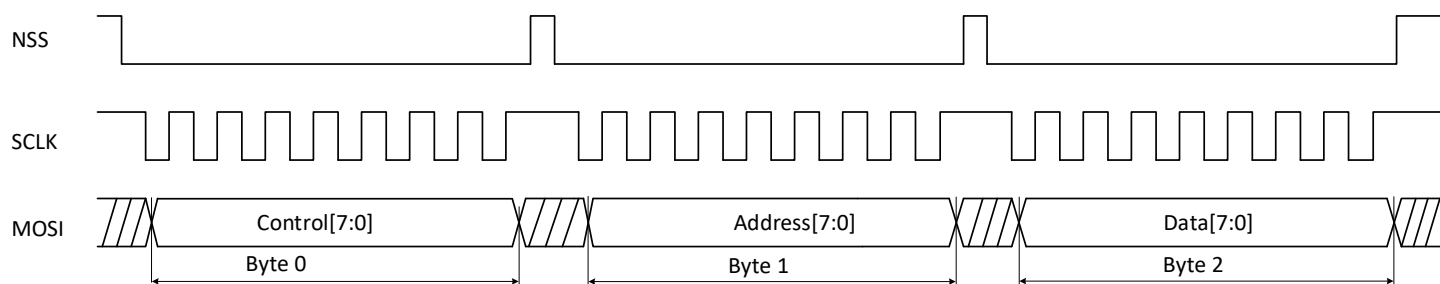 NSS
SCLK
MOSI
Control[7:0]
Address[7:0]
Data[7:0]
Byte 0
Byte 1
Byte 2